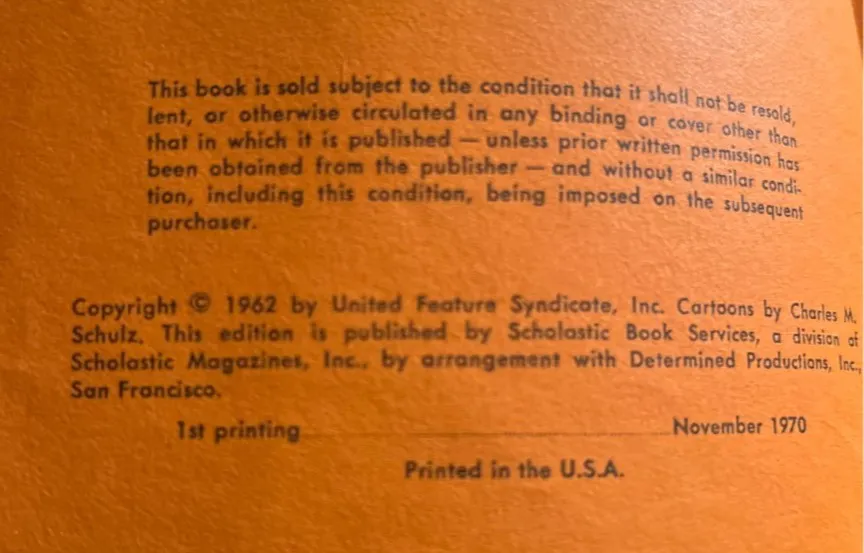 This book is sold subject to the condition that it shall not be resold,
lent, or otherwise circulated in any binding or cover other than
that in which it is published — unless prior written permission has
been obtained from the publisher — and without a similar condi-
tion, including this condition, being imposed on the subsequent
purchaser.
Copyright © 1962 by United Feature Syndicate, Inc. Cartoons by Charles M.
Schulz. This edition is published by Scholastic Book Services, a division of
Scholastic Magazines, Inc., by arrangement with Determined Productions, Inc.,
San Francisco.
1st printing November 1970
Printed in the U.S.A.